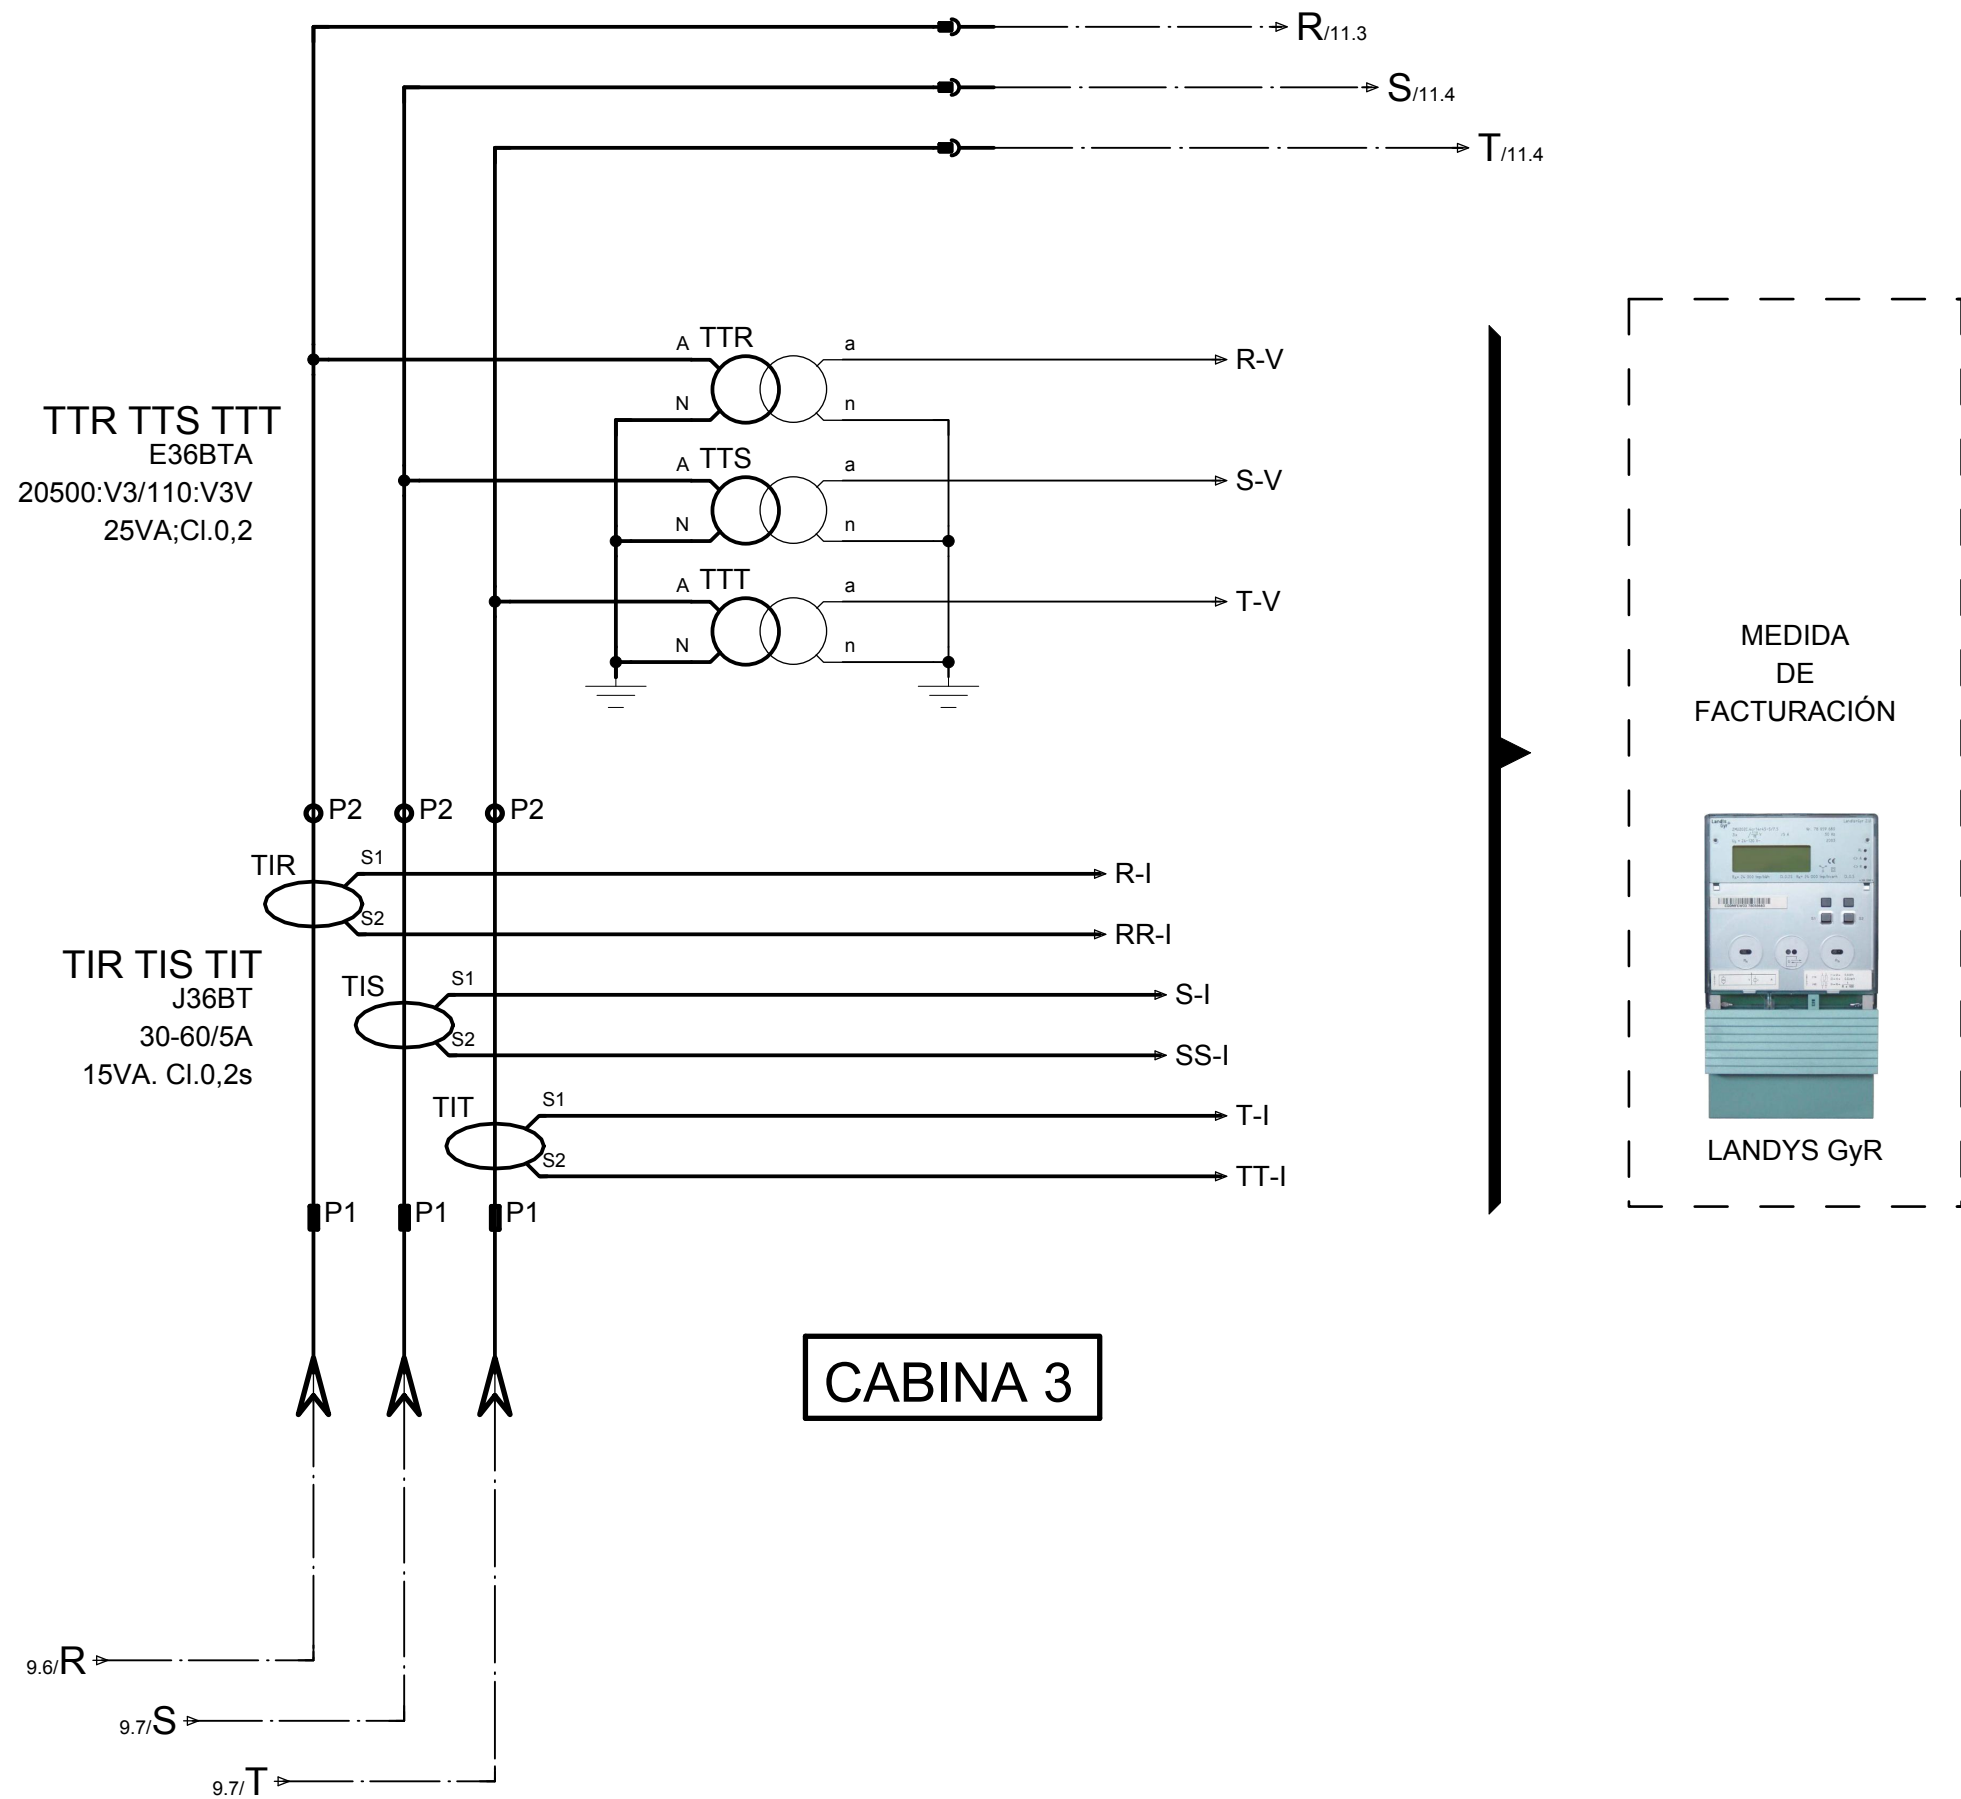 R/11.3
S/11.4
T/11.4
TTR
A
a
R-V
N
n
TTR TTS TTT
E36BTA
20500:V3/110:V3V
25VA;Cl.0,2
TTS
A
a
S-V
N
n
TTT
A
a
T-V
N
n
MEDIDA
DE
FACTURACIÓN
P2
P2
P2
TIR
S1
R-I
S2
RR-I
TIR TIS TIT
J36BT
30-60/5A
15VA. Cl.0,2s
TIS
S1
S-I
S2
SS-I
TIT
S1
T-I
S2
TT-I
LANDYS GyR
P1
P1
P1
CABINA 3
9.6/R
9.7/S
9.7/T